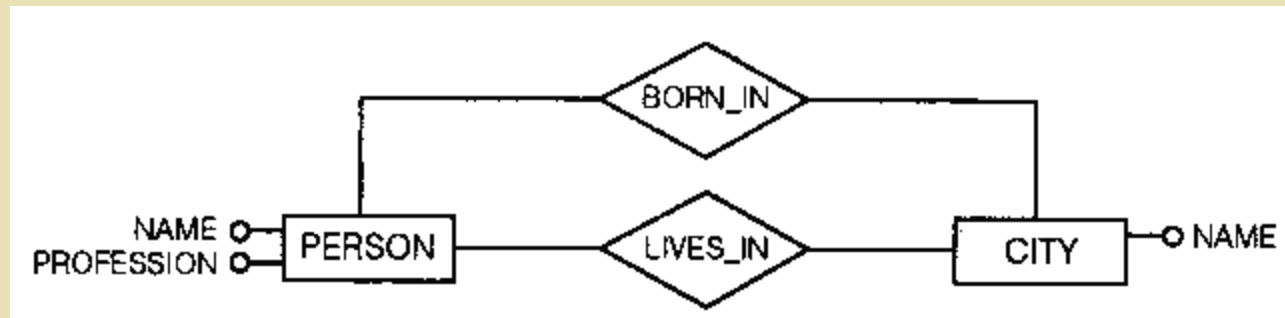 BORN_IN
NAME
PROFESSION
PERSON
LIVES_IN
CITY
NAME